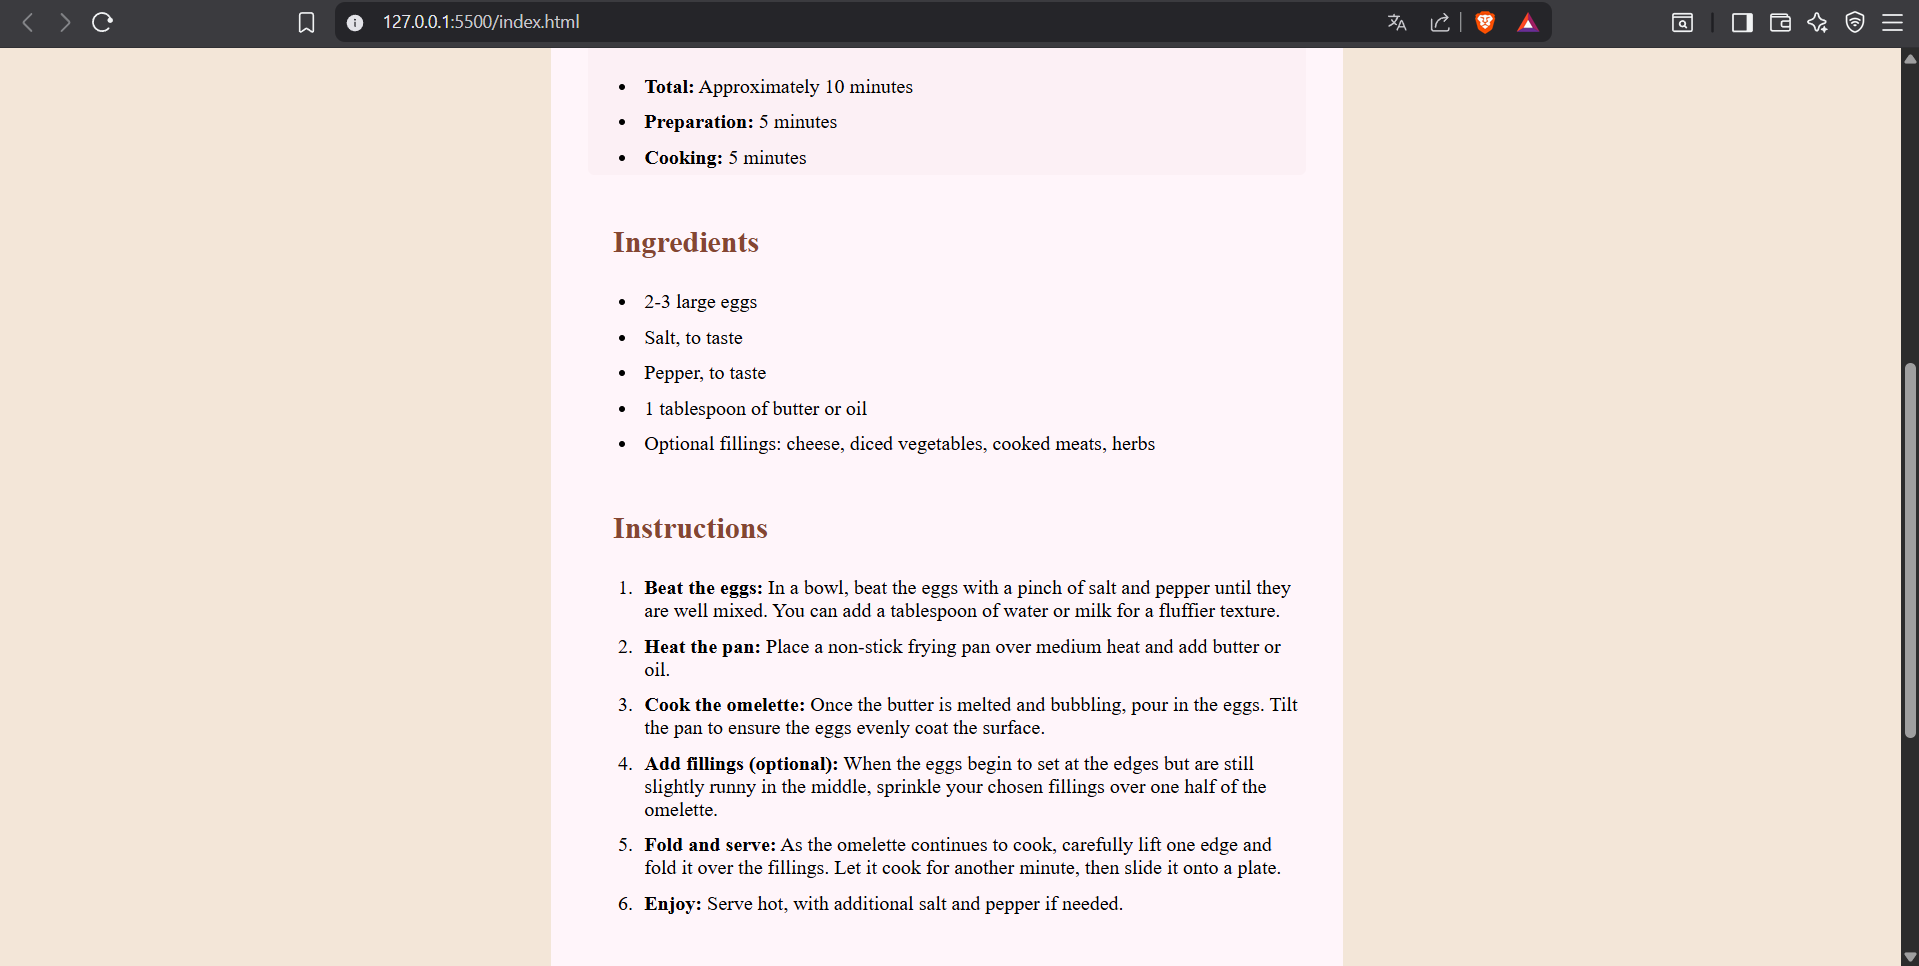 127.0.0.1:5500/index.html
Total: Approximately 10 minutes
Preparation: 5 minutes
Cooking: 5 minutes
Ingredients
2-3 large eggs
Salt, to taste
Pepper, to taste
1 tablespoon of butter or oil
Optional fillings: cheese, diced vegetables, cooked meats, herbs
Instructions
1. Beat the eggs: In a bowl, beat the eggs with a pinch of salt and pepper until they
are well mixed. You can add a tablespoon of water or milk for a fluffier texture.
2. Heat the pan: Place a non-stick frying pan over medium heat and add butter or
oil.
3. Cook the omelette: Once the butter is melted and bubbling, pour in the eggs. Tilt
the pan to ensure the eggs evenly coat the surface.
4. Add fillings (optional): When the eggs begin to set at the edges but are still
slightly runny in the middle, sprinkle your chosen fillings over one half of the
omelette.
5. Fold and serve: As the omelette continues to cook, carefully lift one edge and
fold it over the fillings. Let it cook for another minute, then slide it onto a plate.
6. Enjoy: Serve hot, with additional salt and pepper if needed.